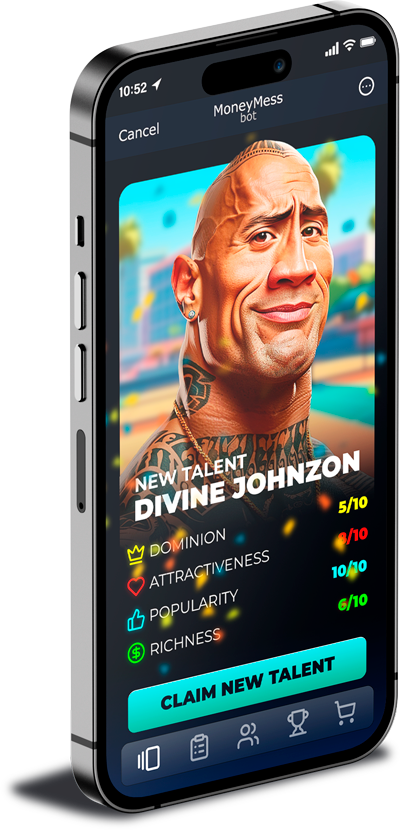 10:52
Cancel
MoneyMess
bot
NEW TALENT
DIVINE JOHNZON
DOMINION 5/10
ATTRACTIVENESS 8/10
POPULARITY 10/10
RICHNESS 6/10
CLAIM NEW TALENT